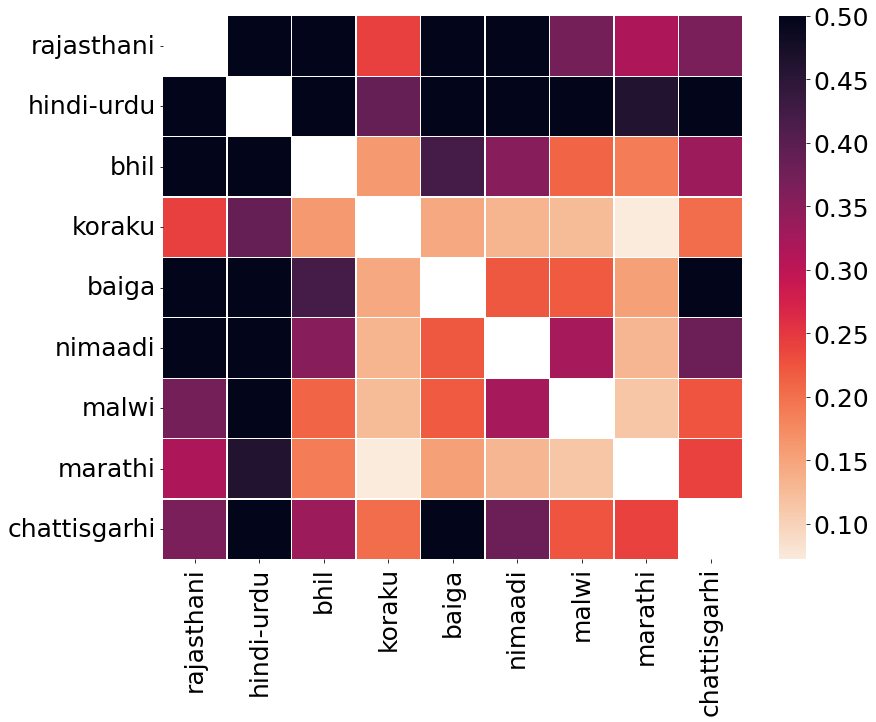 rajasthani
hindi-urdu
bhil
koraku
baiga
nimaadi
malwi
marathi
chattisgarhi
rajasthani
hindi-urdu
bhil
koraku
baiga
nimaadi
malwi
marathi
chattisgarhi
0.50
0.45
0.40
0.35
0.30
0.25
0.20
0.15
0.10